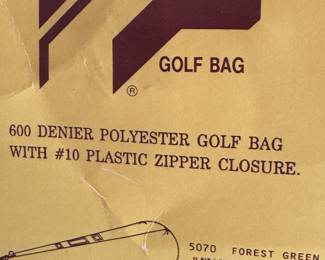 GOLF BAG
®
600 DENIER POLYESTER GOLF BAG
WITH #10 PLASTIC ZIPPER CLOSURE.
5070 FOREST GREEN